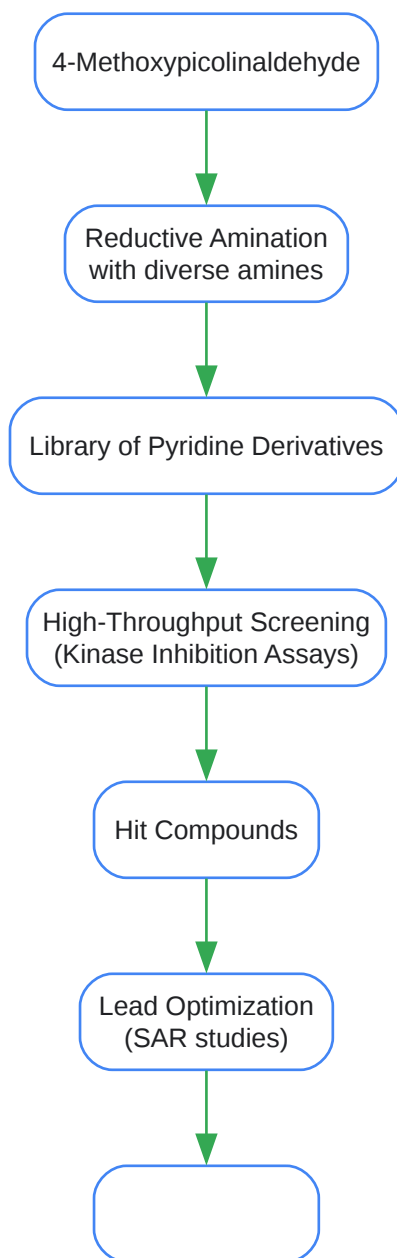 4-Methoxypicolinaldehyde
Reductive Amination
with diverse amines
Library of Pyridine Derivatives
High-Throughput Screening
(Kinase Inhibition Assays)
Hit Compounds
Lead Optimization
(SAR studies)